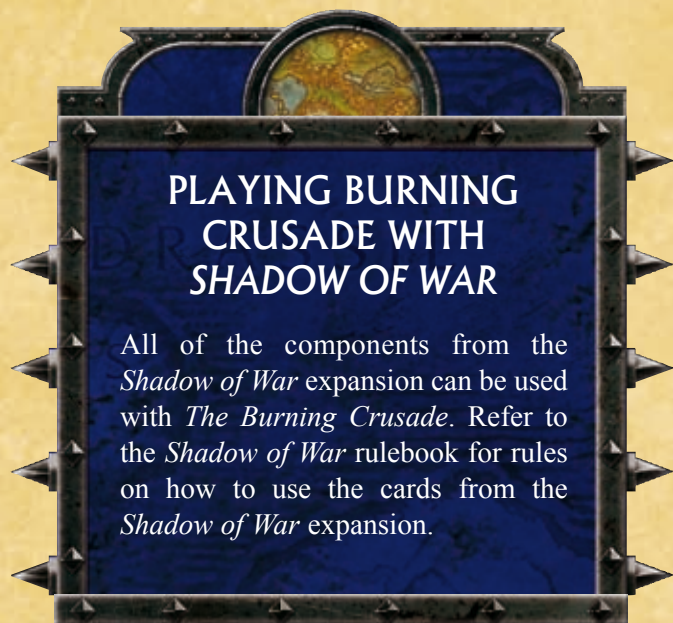 PLAYING BURNING
CRUSADE WITH
SHADOW OF WAR
All of the components from the
Shadow of War expansion can be used
with The Burning Crusade. Refer to
the Shadow of War rulebook for rules
on how to use the cards from the
Shadow of War expansion.